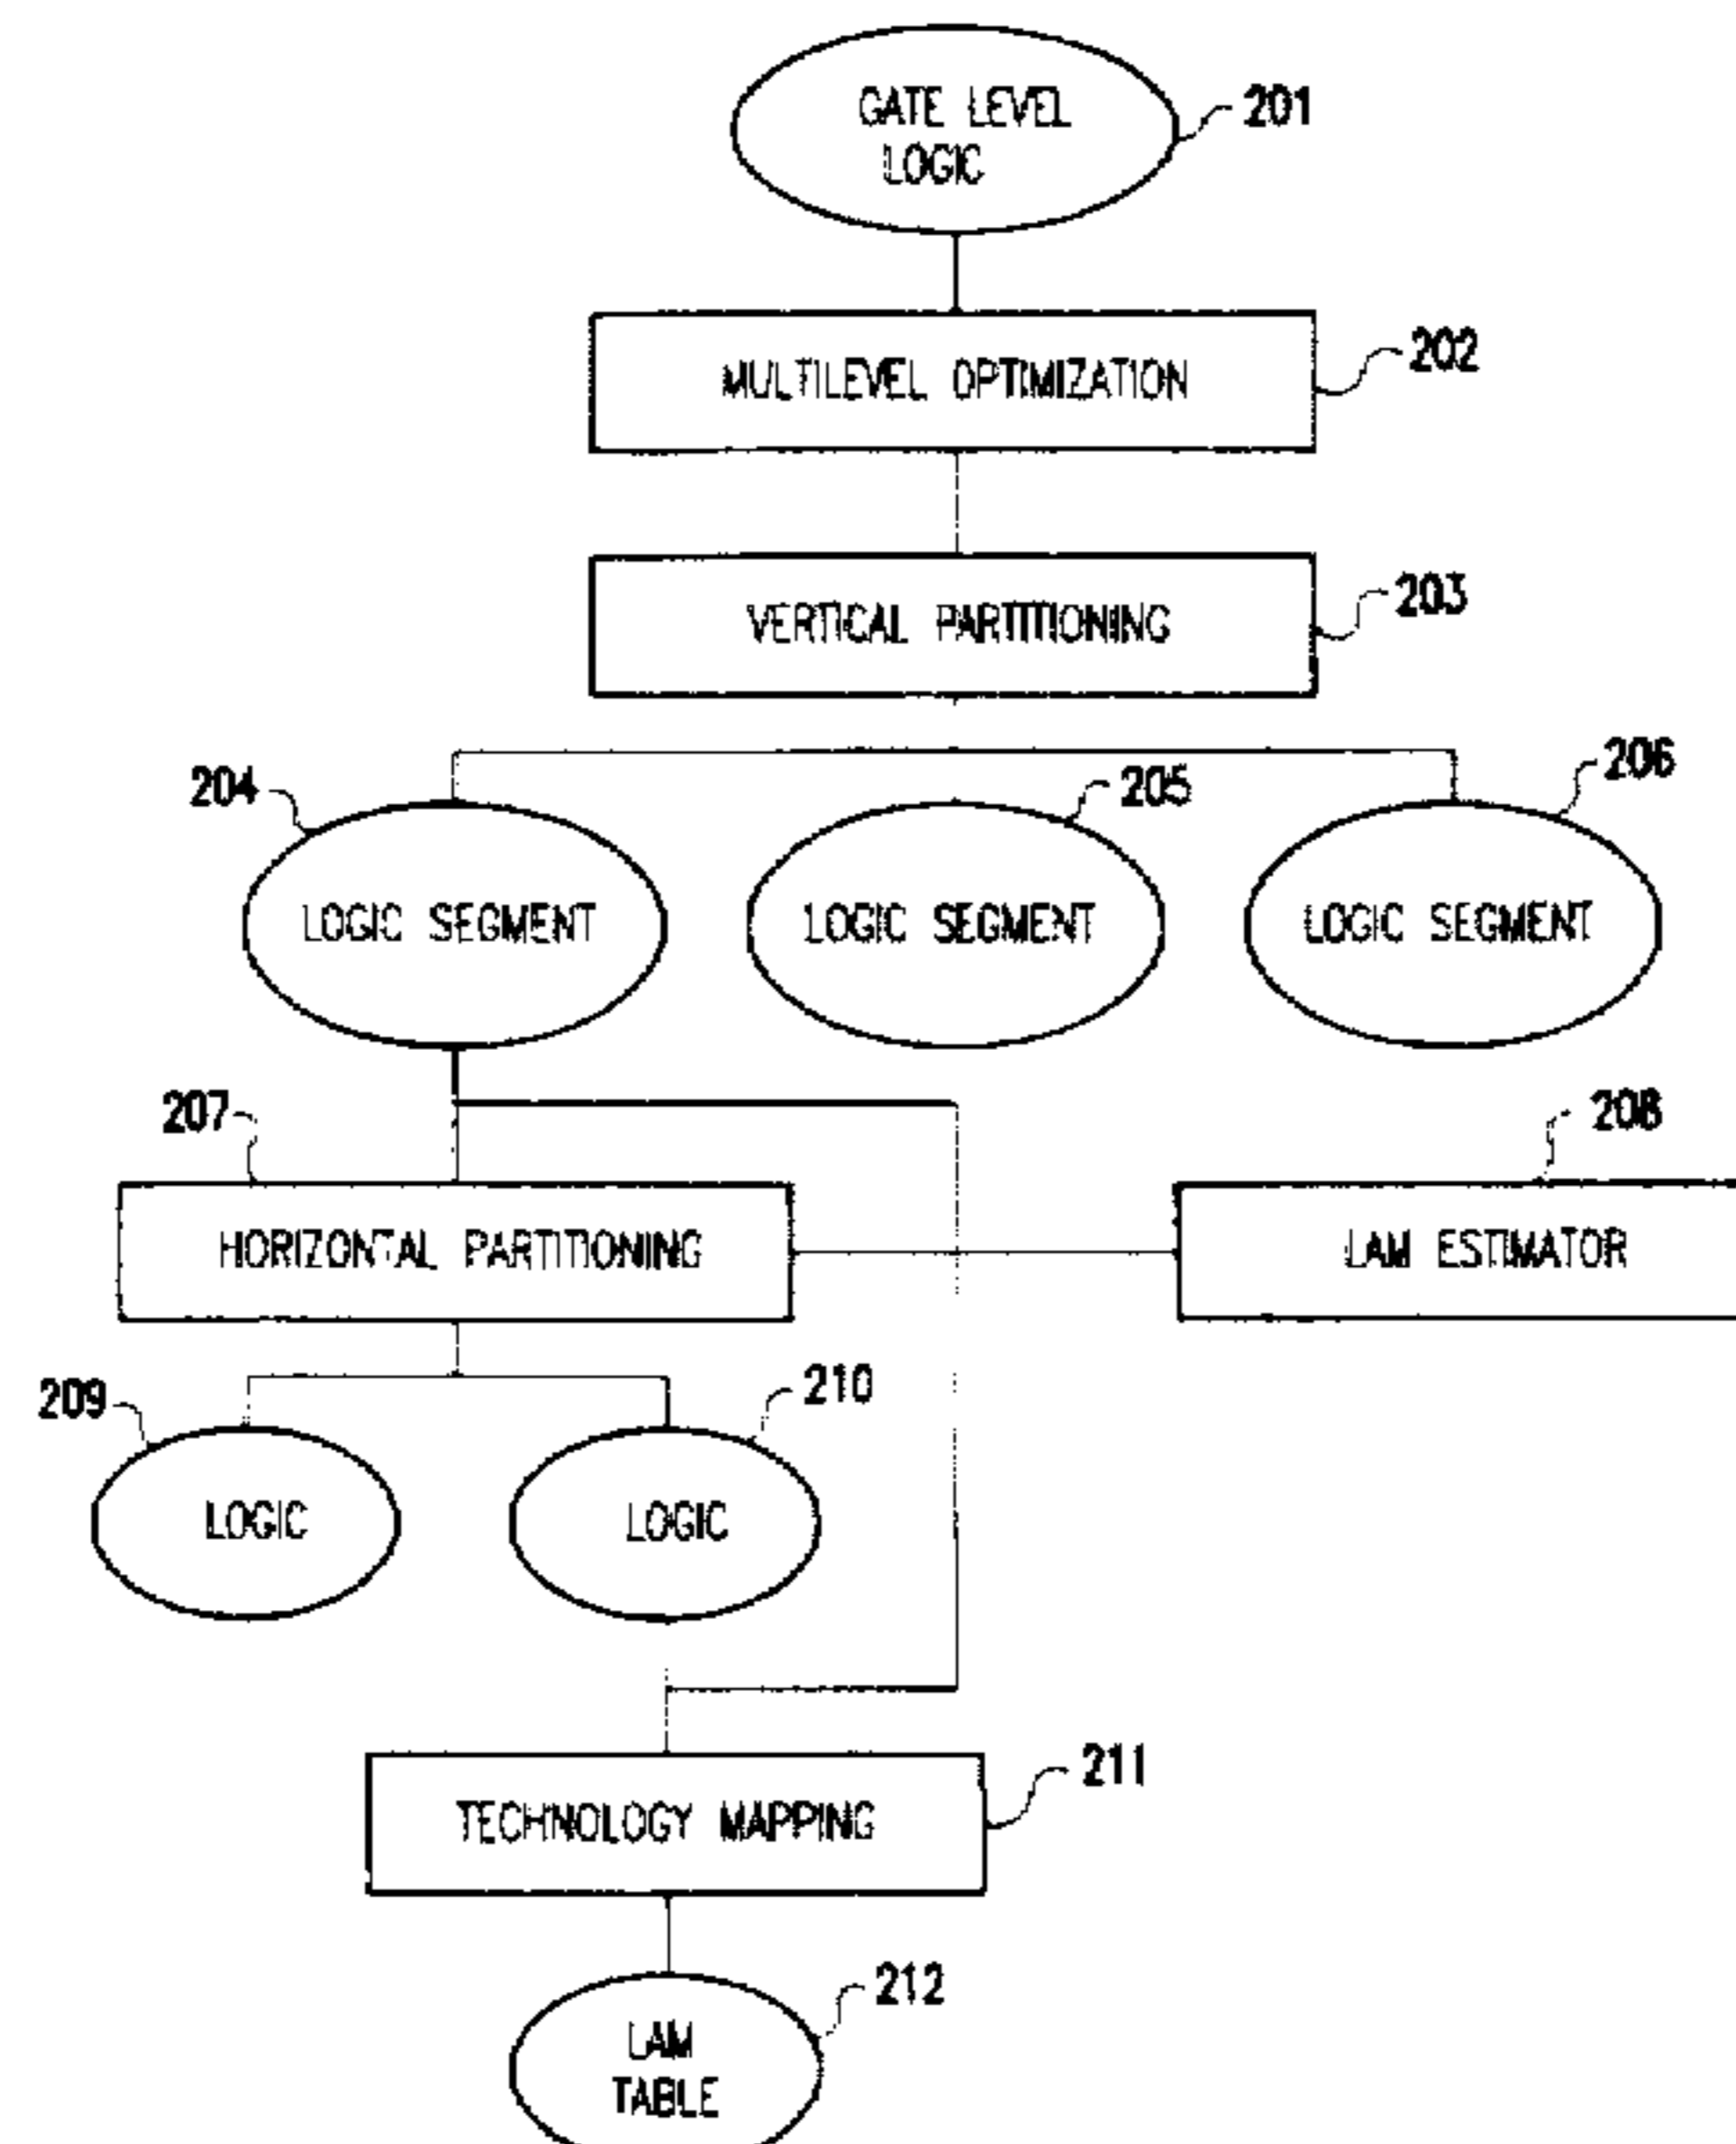 GATE LEVEL
LOGIC
201
MULTILEVEL OPTIMIZATION
202
VERTICAL PARTITIONING
203
204
205
206
LOGIC SEGMENT
LOGIC SEGMENT
LOGIC SEGMENT
207
208
HORIZONTAL PARTITIONING
LAM ESTIMATOR
209
210
LOGIC
LOGIC
211
TECHNOLOGY MAPPING
212
LAM
TABLE